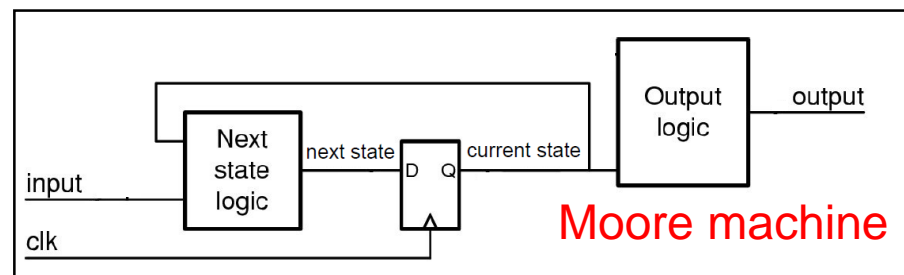 Next
state
logic
next state
D Q
current state
Output
logic
output
input
clk
Moore machine